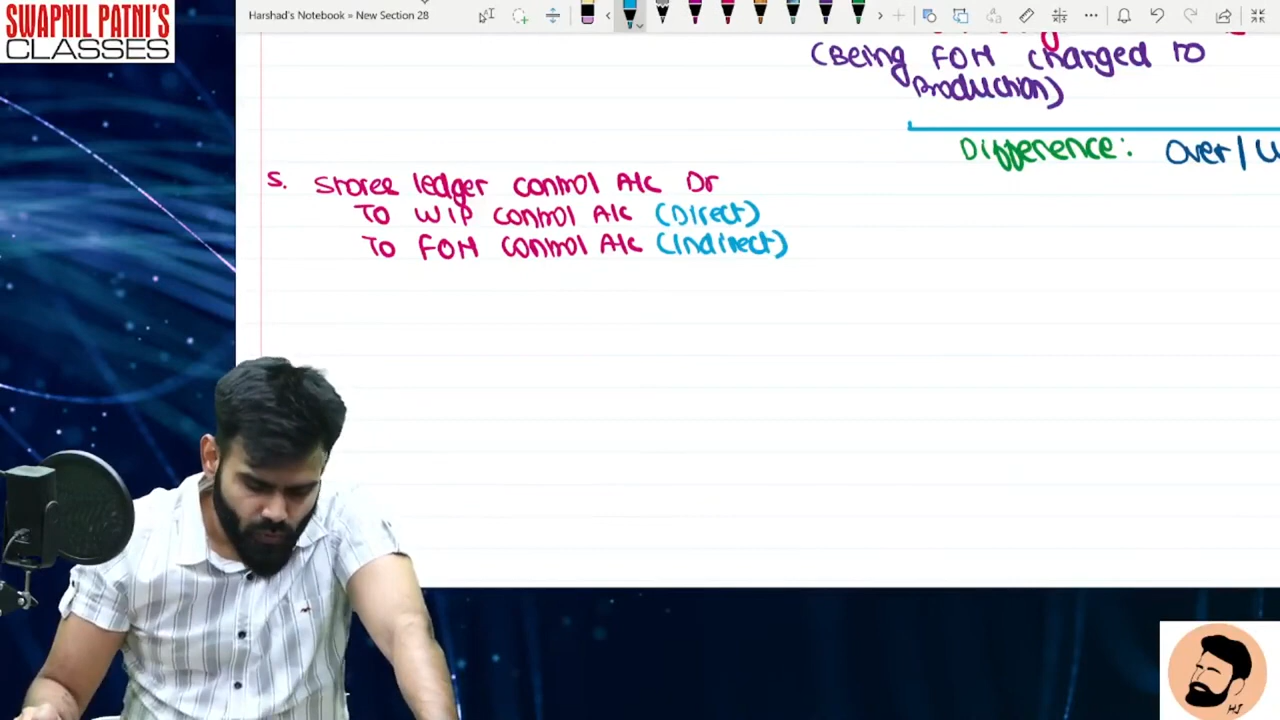 SWAPNIL PATNI'S
CLASSES
Harshad's Notebook » New Section 28
(Being FOH charged to
Production)
Difference: Over/U
5. Stores ledger control A/c Dr
To WIP control A/c (Direct)
To FOH control A/c (Indirect)
HS